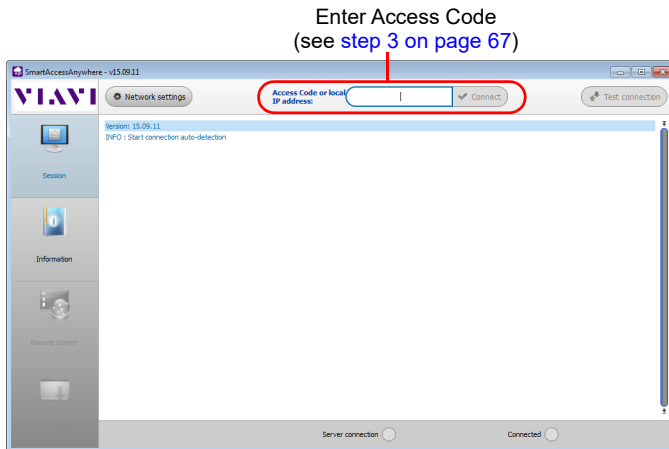 Enter Access Code
(see step 3 on page 67)
SmartAccessAnywhere - v15.09.11
VIAVI
Network settings
Access Code or local
IP address:
Connect
Test connection
Version: 15.09.11
INFO : Start connection auto-detection
Session
Information
Remote Screen
Server connection
Connected